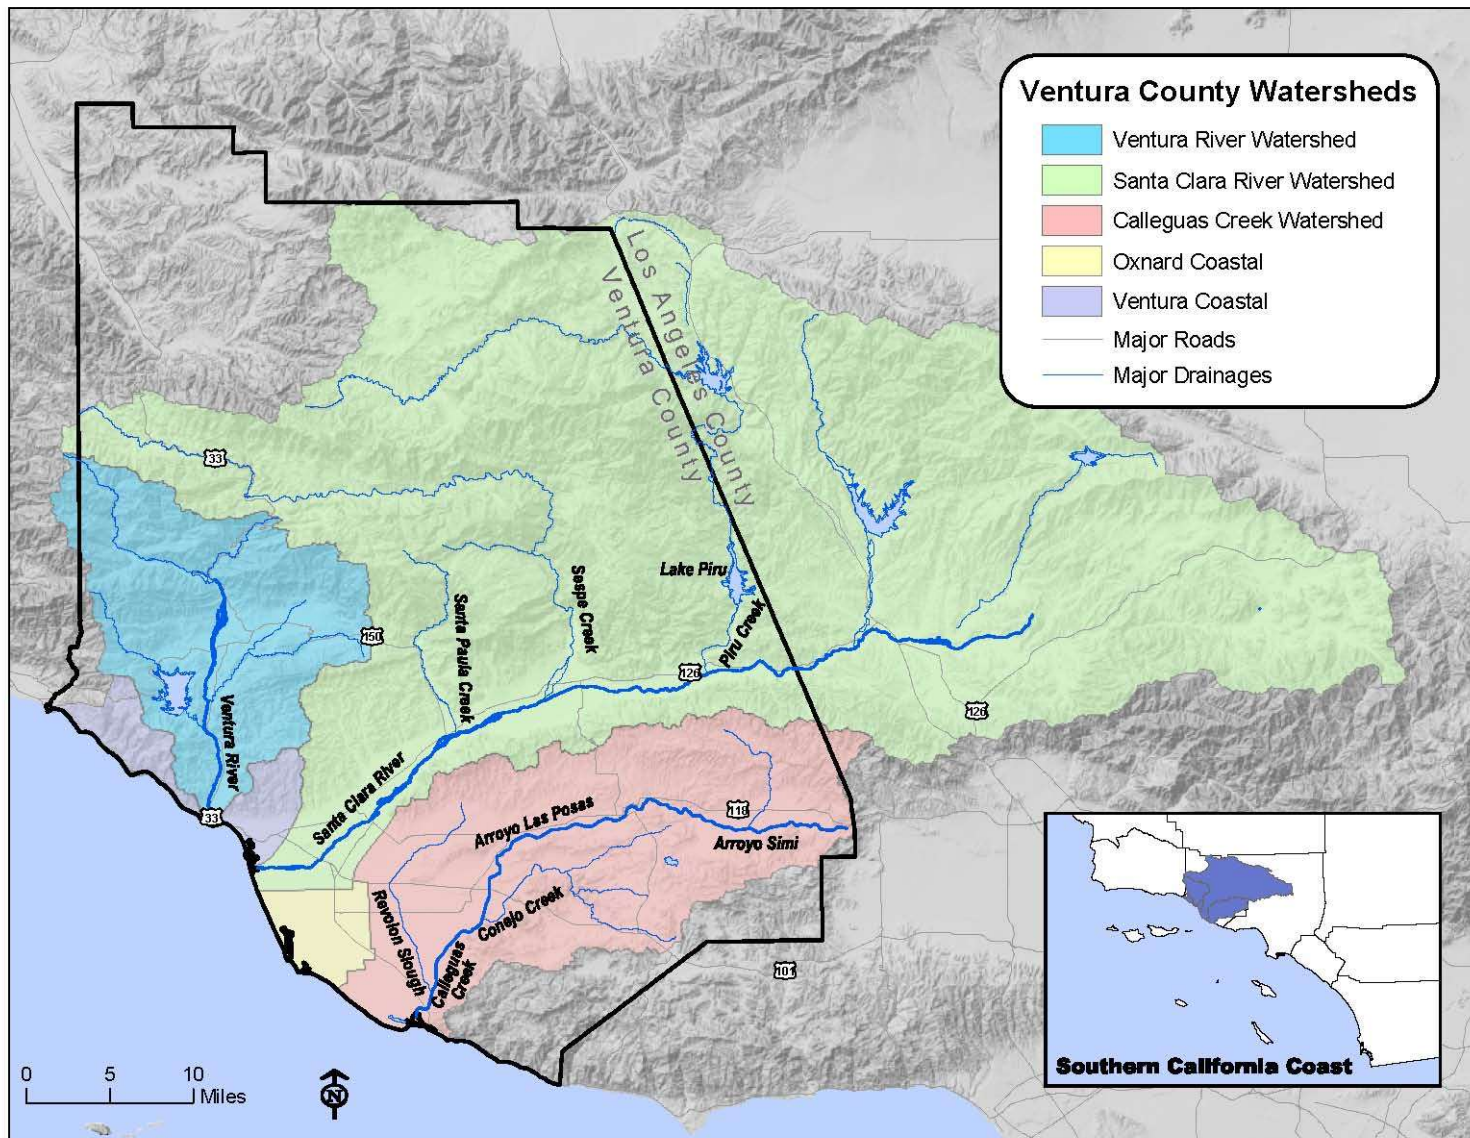 Ventura County Watersheds
Ventura River Watershed
Santa Clara River Watershed
Calleguas Creek Watershed
Oxnard Coastal
Ventura Coastal
Major Roads
Major Drainages
Los Angeles County
Ventura County
33
Lake Piru
Sespe Creek
Santa Paula Creek
150
Piru Creek
126
126
Ventura River
Santa Clara River
33
Arroyo Las Posas
118
Arroyo Simi
Revolon Slough
Conejo Creek
Calleguas
Creek
101
0 5 10
Miles
N
Southern California Coast